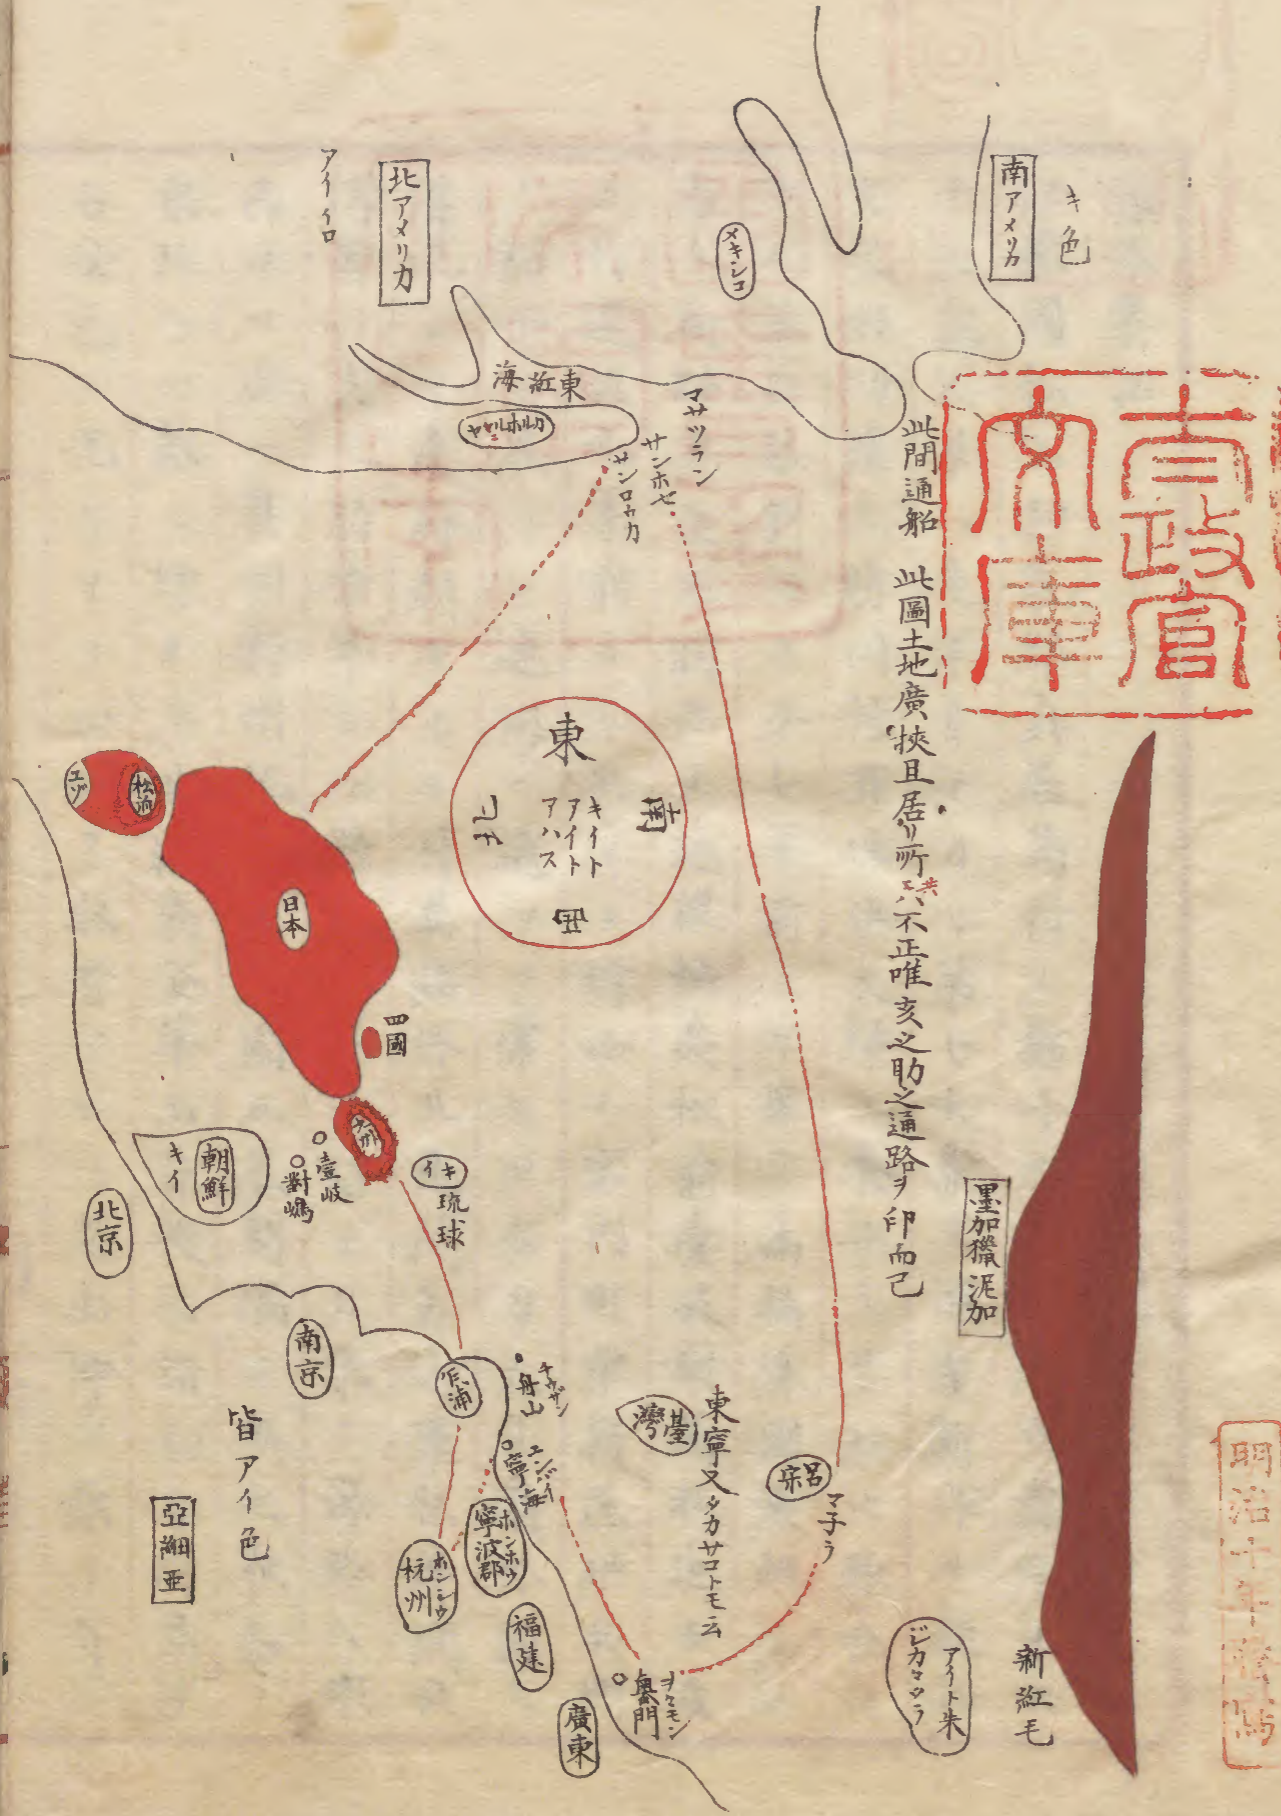 キ色
南アメリカ
メキシコ
北アメリカ
アイイロ
東紅海
マサツラン
サンホセ
サンロカカ
此間通船 此圖土地廣挾且居リ所共ニ不正唯亥之助之通路ヲ印而已
太政官文庫
東
南
西
北
キイト
アイト
アハス
エゾ
松前
日本
四國
九州
壹岐
對嶋
朝鮮
キイ
キイ
琉球
北京
南京
乍浦
舟山
寧海
寧波郡
杭州
ホンシウ
福建
廣東
奥門
臺灣
東寧又タカサコトモ云
呂宋
マ子ラ
墨加獵泥加
新紅毛
アイト朱
皆アイ色
亞細亜
明治十年謄寫